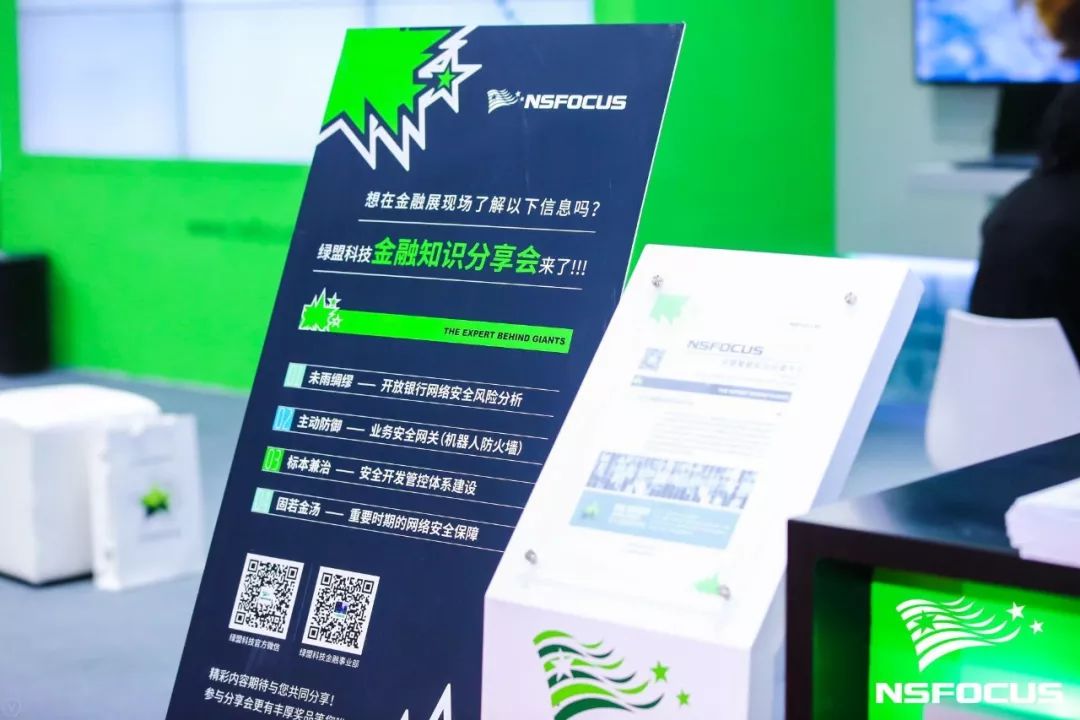 NSFOCUS
想在金融展现场了解以下信息吗?
绿盟科技金融知识分享会来了!!!
THE EXPERT BEHIND GIANTS
01 未雨绸缪 —— 开放银行网络安全风险分析
02 主动防御 —— 业务安全网关(机器人防火墙)
03 标本兼治 —— 安全开发管控体系建设
04 固若金汤 —— 重要时期的网络安全保障
绿盟科技官方微信
绿盟科技金融事业部
精彩内容期待与您共同分享!
参与分享会更有丰厚奖品等您
NSFOCUS
NSFOCUS